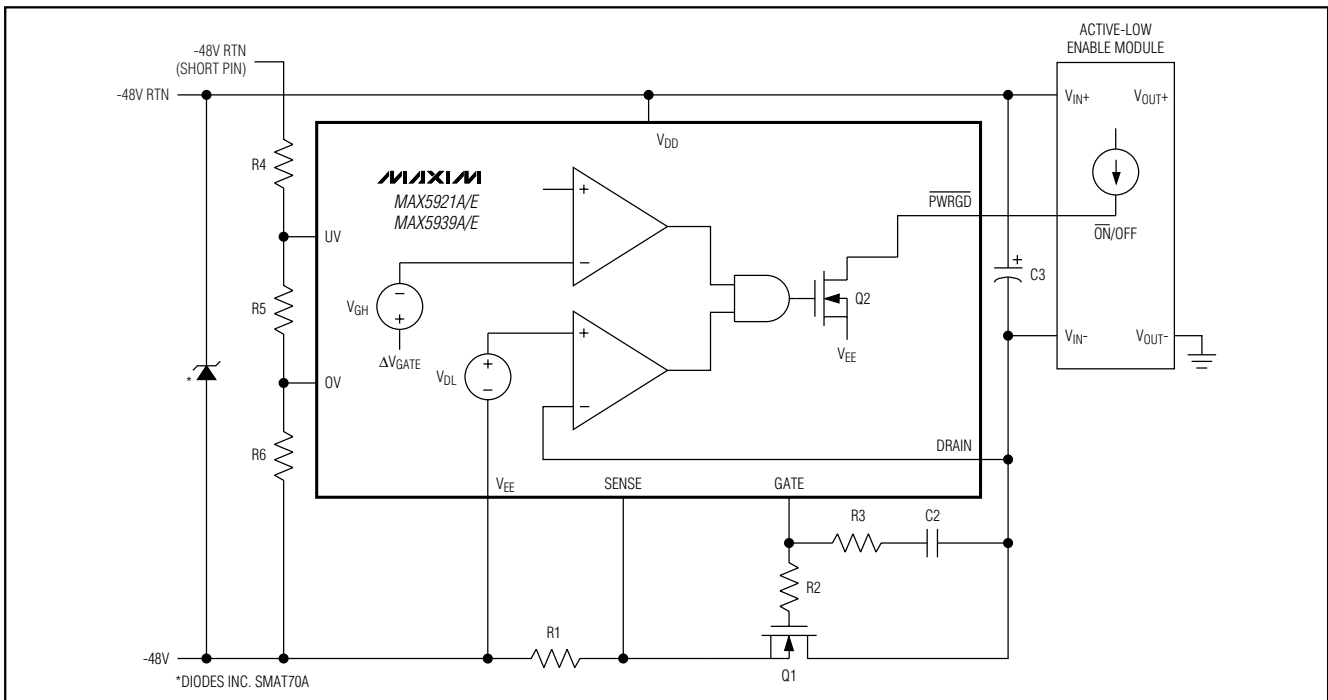 ACTIVE-LOW
ENABLE MODULE
-48V RTN
(SHORT PIN)
-48V RTN
VIN+
VOUT+
VDD
R4
MAXIM
MAX5921A/E
MAX5939A/E
+
PWRGD
ON/OFF
UV
−
+
C3
R5
VGH
−
+
Q2
VEE
VIN-
VOUT-
ΔVGATE
+
VDL
+
−
*
OV
−
R6
DRAIN
VEE
SENSE
GATE
R3
C2
R2
R1
-48V
Q1
*DIODES INC. SMAT70A